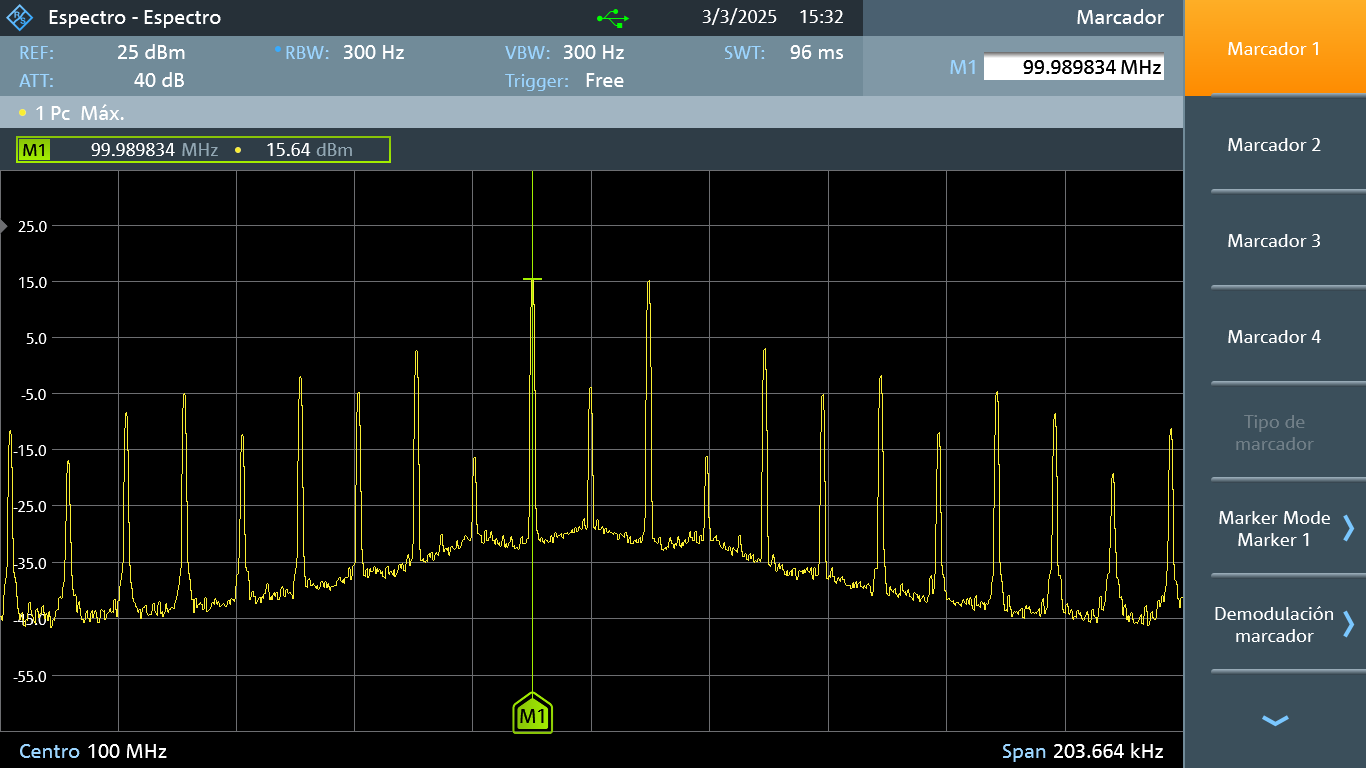 Espectro - Espectro 3/3/2025 15:32 Marcador
REF: 25 dBm RBW: 300 Hz VBW: 300 Hz SWT: 96 ms
ATT: 40 dB Trigger: Free
M1 99.989834 MHz
1 Pc Máx.
M1 99.989834 MHz 15.64 dBm
25.0
15.0
5.0
-5.0
-15.0
-25.0
-35.0
-45.0
-55.0
M1
Centro 100 MHz Span 203.664 kHz
Marcador 1
Marcador 2
Marcador 3
Marcador 4
Tipo de
marcador
Marker Mode
Marker 1
Demodulación
marcador